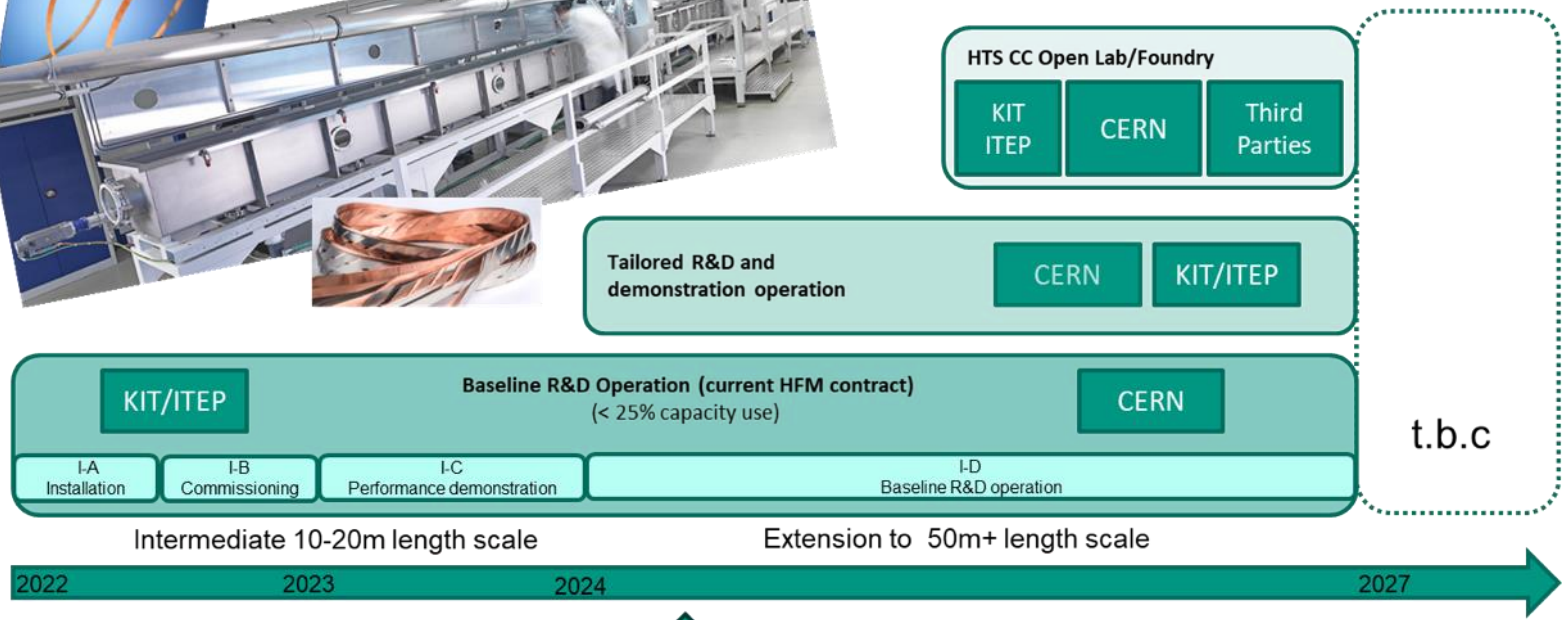 HTS CC Open Lab/Foundry
KIT
ITEP
CERN
Third
Parties
Tailored R&D and
demonstration operation
CERN
KIT/ITEP
KIT/ITEP
Baseline R&D Operation (current HFM contract)
(< 25% capacity use)
CERN
t.b.c
I-A
Installation
I-B
Commissioning
I-C
Performance demonstration
I-D
Baseline R&D operation
Intermediate 10-20m length scale
Extension to 50m+ length scale
2022
2023
2024
2027